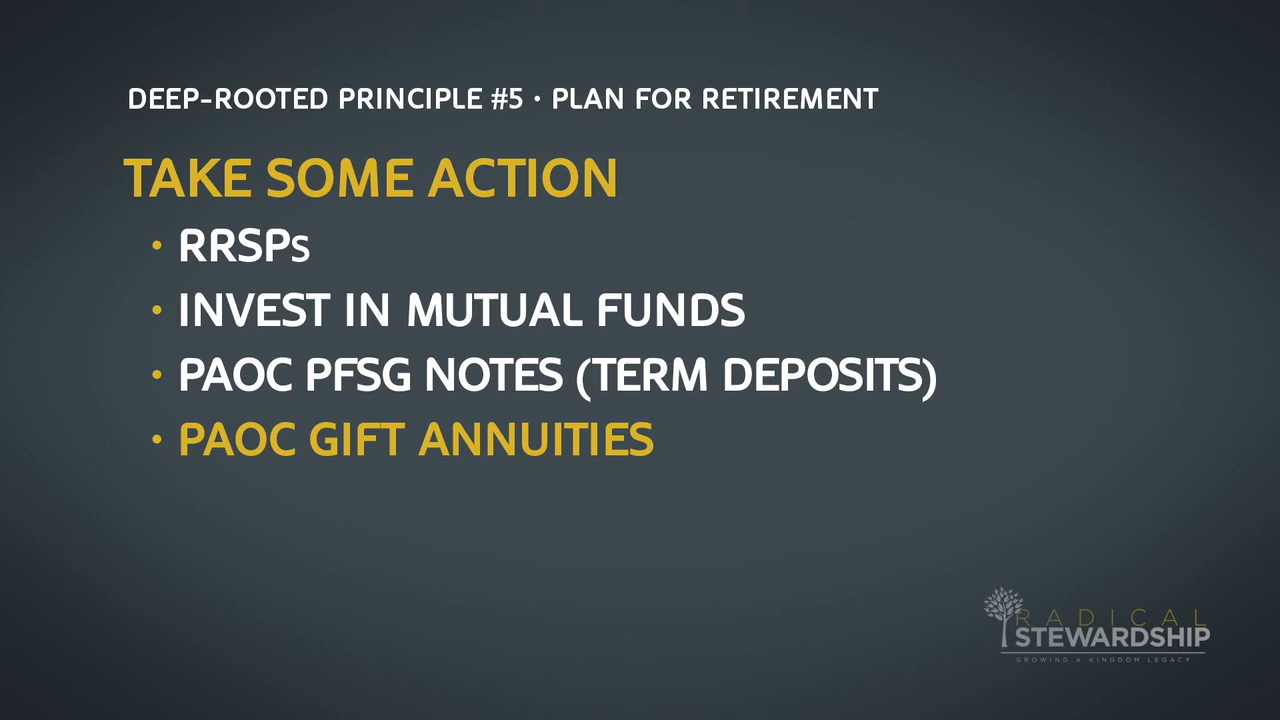 DEEP-ROOTED PRINCIPLE #5 • PLAN FOR RETIREMENT
TAKE SOME ACTION
• RRSPs
• INVEST IN MUTUAL FUNDS
• PAOC PFSG NOTES (TERM DEPOSITS)
• PAOC GIFT ANNUITIES
RADICAL
STEWARDSHIP
GROWING A KINGDOM LEGACY